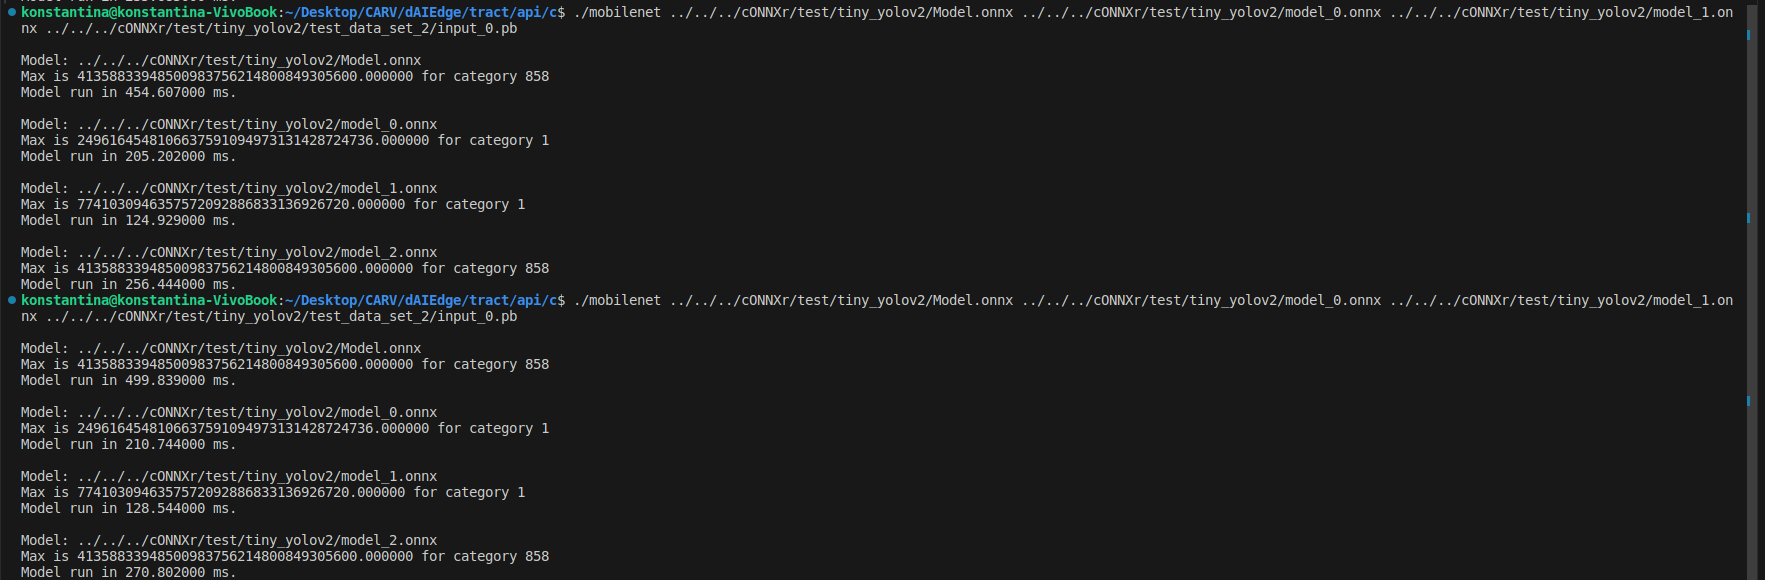 konstantina@konstantina-VivoBook:~/Desktop/CARV/dAIEdge/tract/api/c$ ./mobilenet ../../../cONNXr/test/tiny_yolov2/Model.onnx ../../../cONNXr/test/tiny_yolov2/model_0.onnx ../../../cONNXr/test/tiny_yolov2/model_1.on
nx ../../../cONNXr/test/tiny_yolov2/test_data_set_2/input_0.pb
Model: ../../../cONNXr/test/tiny_yolov2/Model.onnx
Max is 41358833948500983756214800849305600.000000 for category 858
Model run in 454.607000 ms.
Model: ../../../cONNXr/test/tiny_yolov2/model_0.onnx
Max is 2496164548106637591094973131428724736.000000 for category 1
Model run in 205.202000 ms.
Model: ../../../cONNXr/test/tiny_yolov2/model_1.onnx
Max is 7741030946357572092886833136926720.000000 for category 1
Model run in 124.929000 ms.
Model: ../../../cONNXr/test/tiny_yolov2/model_2.onnx
Max is 41358833948500983756214800849305600.000000 for category 858
Model run in 256.444000 ms.
konstantina@konstantina-VivoBook:~/Desktop/CARV/dAIEdge/tract/api/c$ ./mobilenet ../../../cONNXr/test/tiny_yolov2/Model.onnx ../../../cONNXr/test/tiny_yolov2/model_0.onnx ../../../cONNXr/test/tiny_yolov2/model_1.on
nx ../../../cONNXr/test/tiny_yolov2/test_data_set_2/input_0.pb
Model: ../../../cONNXr/test/tiny_yolov2/Model.onnx
Max is 41358833948500983756214800849305600.000000 for category 858
Model run in 499.839000 ms.
Model: ../../../cONNXr/test/tiny_yolov2/model_0.onnx
Max is 2496164548106637591094973131428724736.000000 for category 1
Model run in 210.744000 ms.
Model: ../../../cONNXr/test/tiny_yolov2/model_1.onnx
Max is 7741030946357572092886833136926720.000000 for category 1
Model run in 128.544000 ms.
Model: ../../../cONNXr/test/tiny_yolov2/model_2.onnx
Max is 41358833948500983756214800849305600.000000 for category 858
Model run in 270.802000 ms.